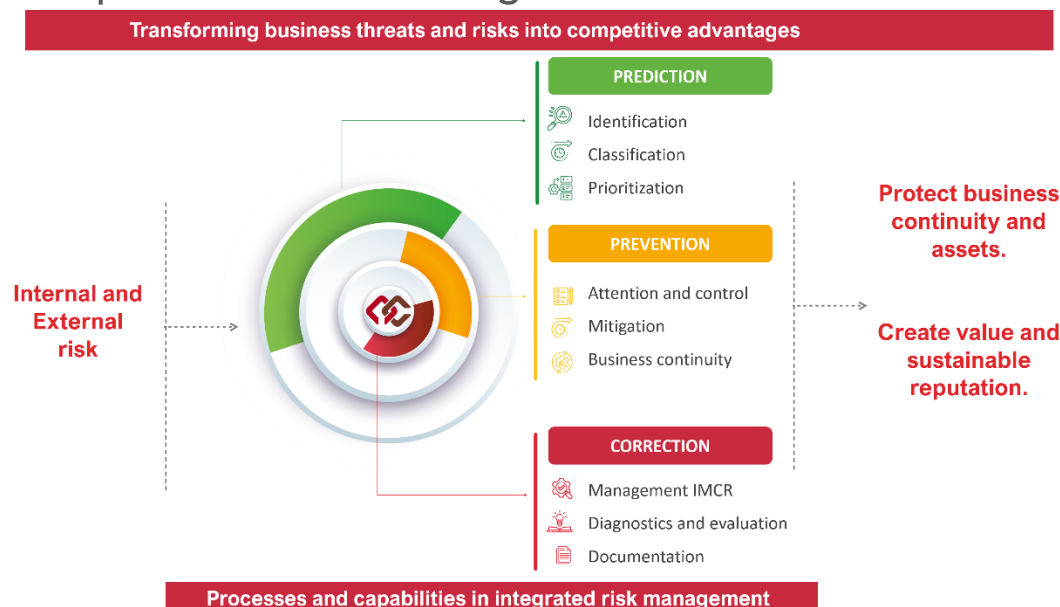 Transforming business threats and risks into competitive advantages
PREDICTION
Identification
Classification
Prioritization
Internal and
External
risk
PREVENTION
Attention and control
Mitigation
Business continuity
CORRECTION
Management IMCR
Diagnostics and evaluation
Documentation
Protect business
continuity and
assets.
Create value and
sustainable
reputation.
Processes and capabilities in integrated risk management